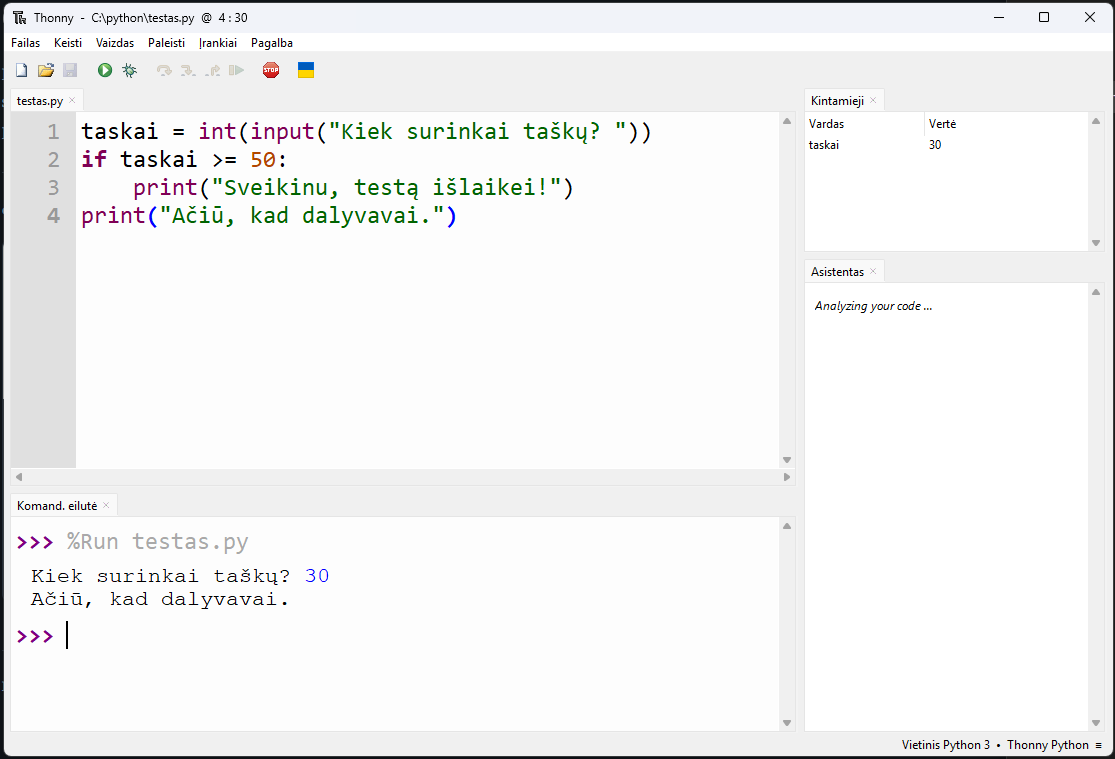 Thonny - C:\python\testas.py @ 4 : 30
Failas Keisti Vaizdas Paleisti Įrankiai Pagalba
STOP
testas.py
1 taskai = int(input("Kiek surinkai taškų? "))
2 if taskai >= 50:
3     print("Sveikinu, testą išlaikei!")
4 print("Ačiū, kad dalyvavai.")
Komand. eilutė
>>> %Run testas.py
Kiek surinkai taškų? 30
Ačiū, kad dalyvavai.
>>>
Kintamieji
Vardas Vertė
taskai 30
Asistentas
Analyzing your code ...
Vietinis Python 3 • Thonny Python ≡